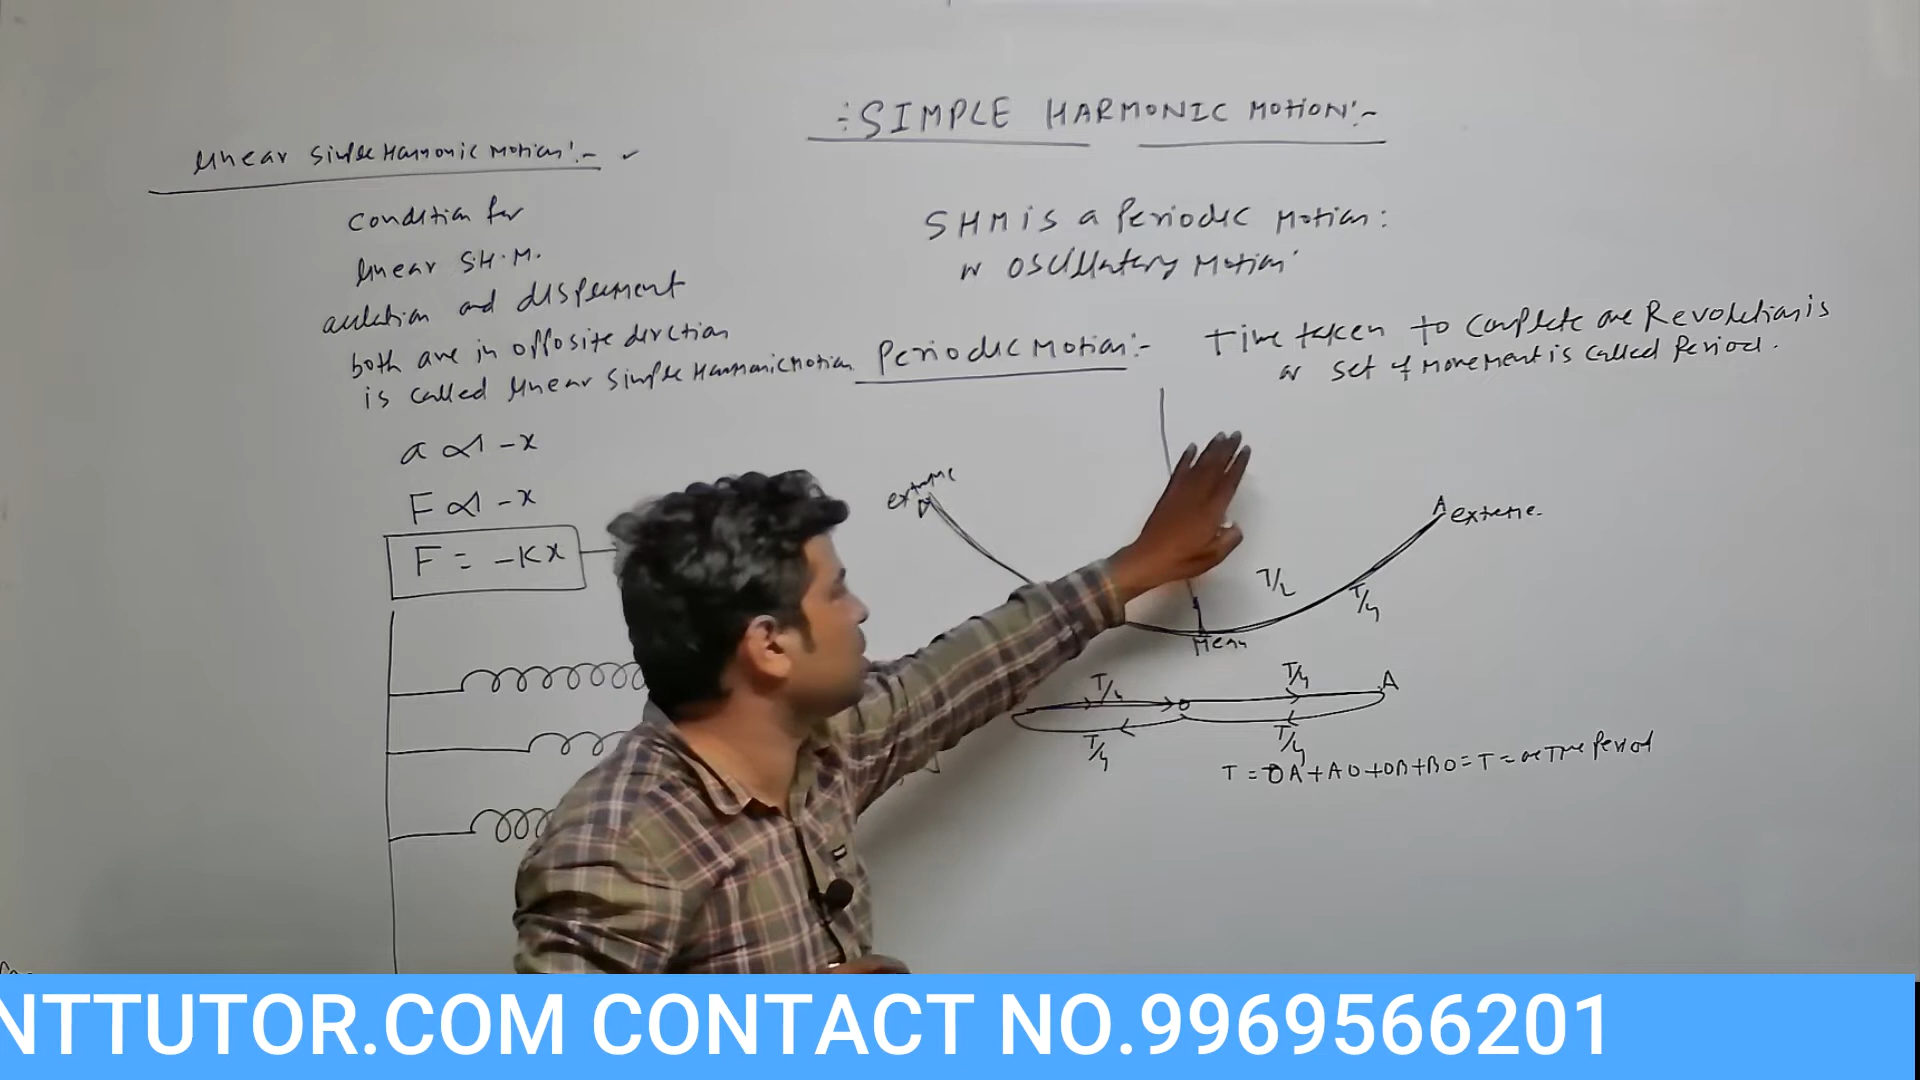 :SIMPLE HARMONIC MOTION:-
Linear Simple Harmonic Motion:-
Condition for
linear S.H.M.
and
both are in opposite direction
is called linear Simple Harmonic Motion
a ∝ -x
F ∝ -x
F = -Kx
SHM is a Periodic Motion:
or Oscillatory Motion
Periodic Motion:-
Time taken to complete one Revolution is
or set of movement is called Period.
extreme
A extreme.
T/2
T/4
Mean
T/4
T/4
A
O
T/4
T/4
T = OA + AO + OB + BO = T = Time Period
NTTUTOR.COM CONTACT NO.9969566201